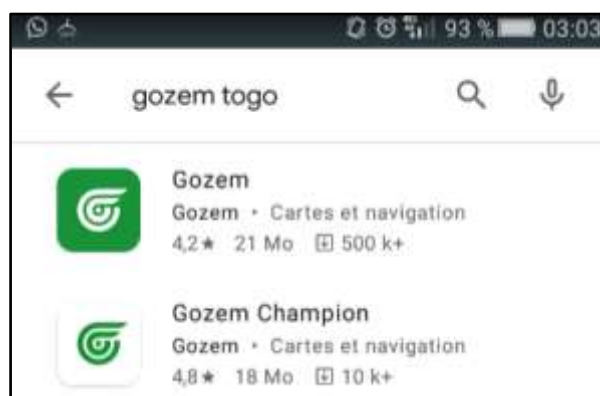 93 % 03:03
gozem togo
Gozem
Gozem • Cartes et navigation
4,2★ 21 Mo 500 k+
Gozem Champion
Gozem • Cartes et navigation
4,8★ 18 Mo 10 k+